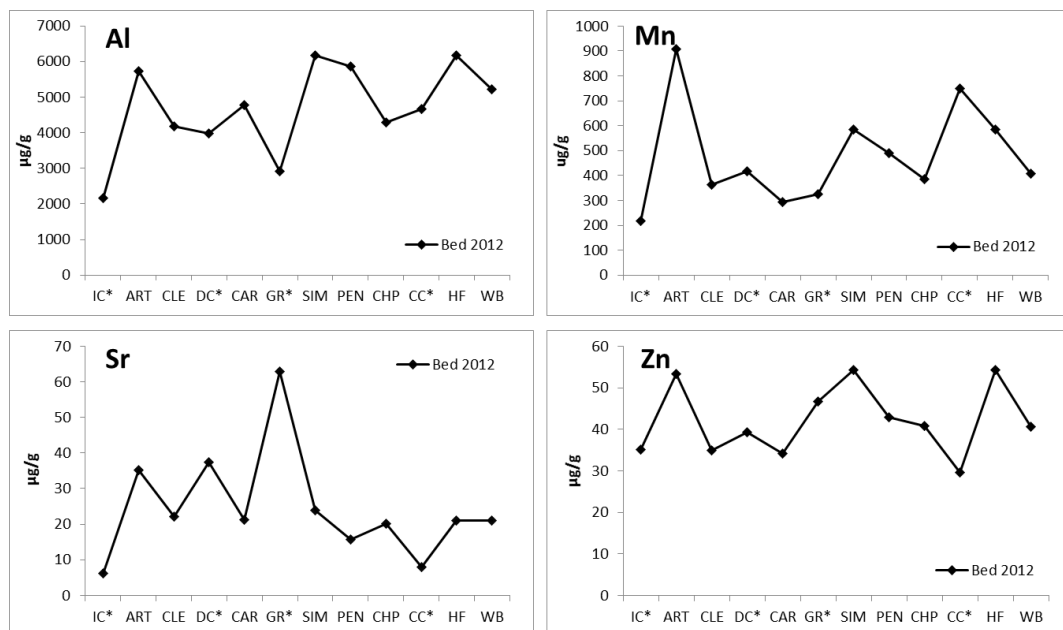 Al
7000
6000
5000
4000
3000
2000
1000
0
µg/g
Bed 2012
IC* ART CLE DC* CAR GR* SIM PEN CHP CC* HF WB
Mn
1000
900
800
700
600
500
400
300
200
100
0
ug/g
Bed 2012
IC* ART CLE DC* CAR GR* SIM PEN CHP CC* HF WB
Sr
70
60
50
40
30
20
10
0
µg/g
Bed 2012
IC* ART CLE DC* CAR GR* SIM PEN CHP CC* HF WB
Zn
60
50
40
30
20
10
0
µg/g
Bed 2012
IC* ART CLE DC* CAR GR* SIM PEN CHP CC* HF WB